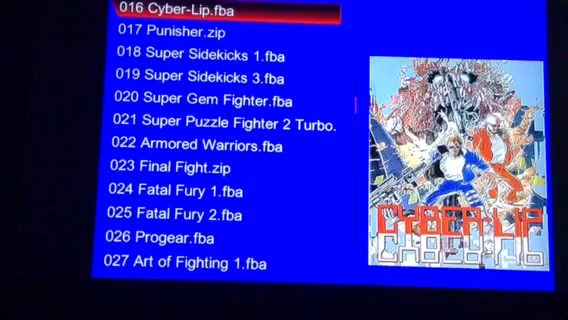 016 Cyber-Lip.fba
017 Punisher.zip
018 Super Sidekicks 1.fba
019 Super Sidekicks 3.fba
020 Super Gem Fighter.fba
021 Super Puzzle Fighter 2 Turbo.
022 Armored Warriors.fba
023 Final Fight.zip
024 Fatal Fury 1.fba
025 Fatal Fury 2.fba
026 Progear.fba
027 Art of Fighting 1.fba
CYBER-LIP